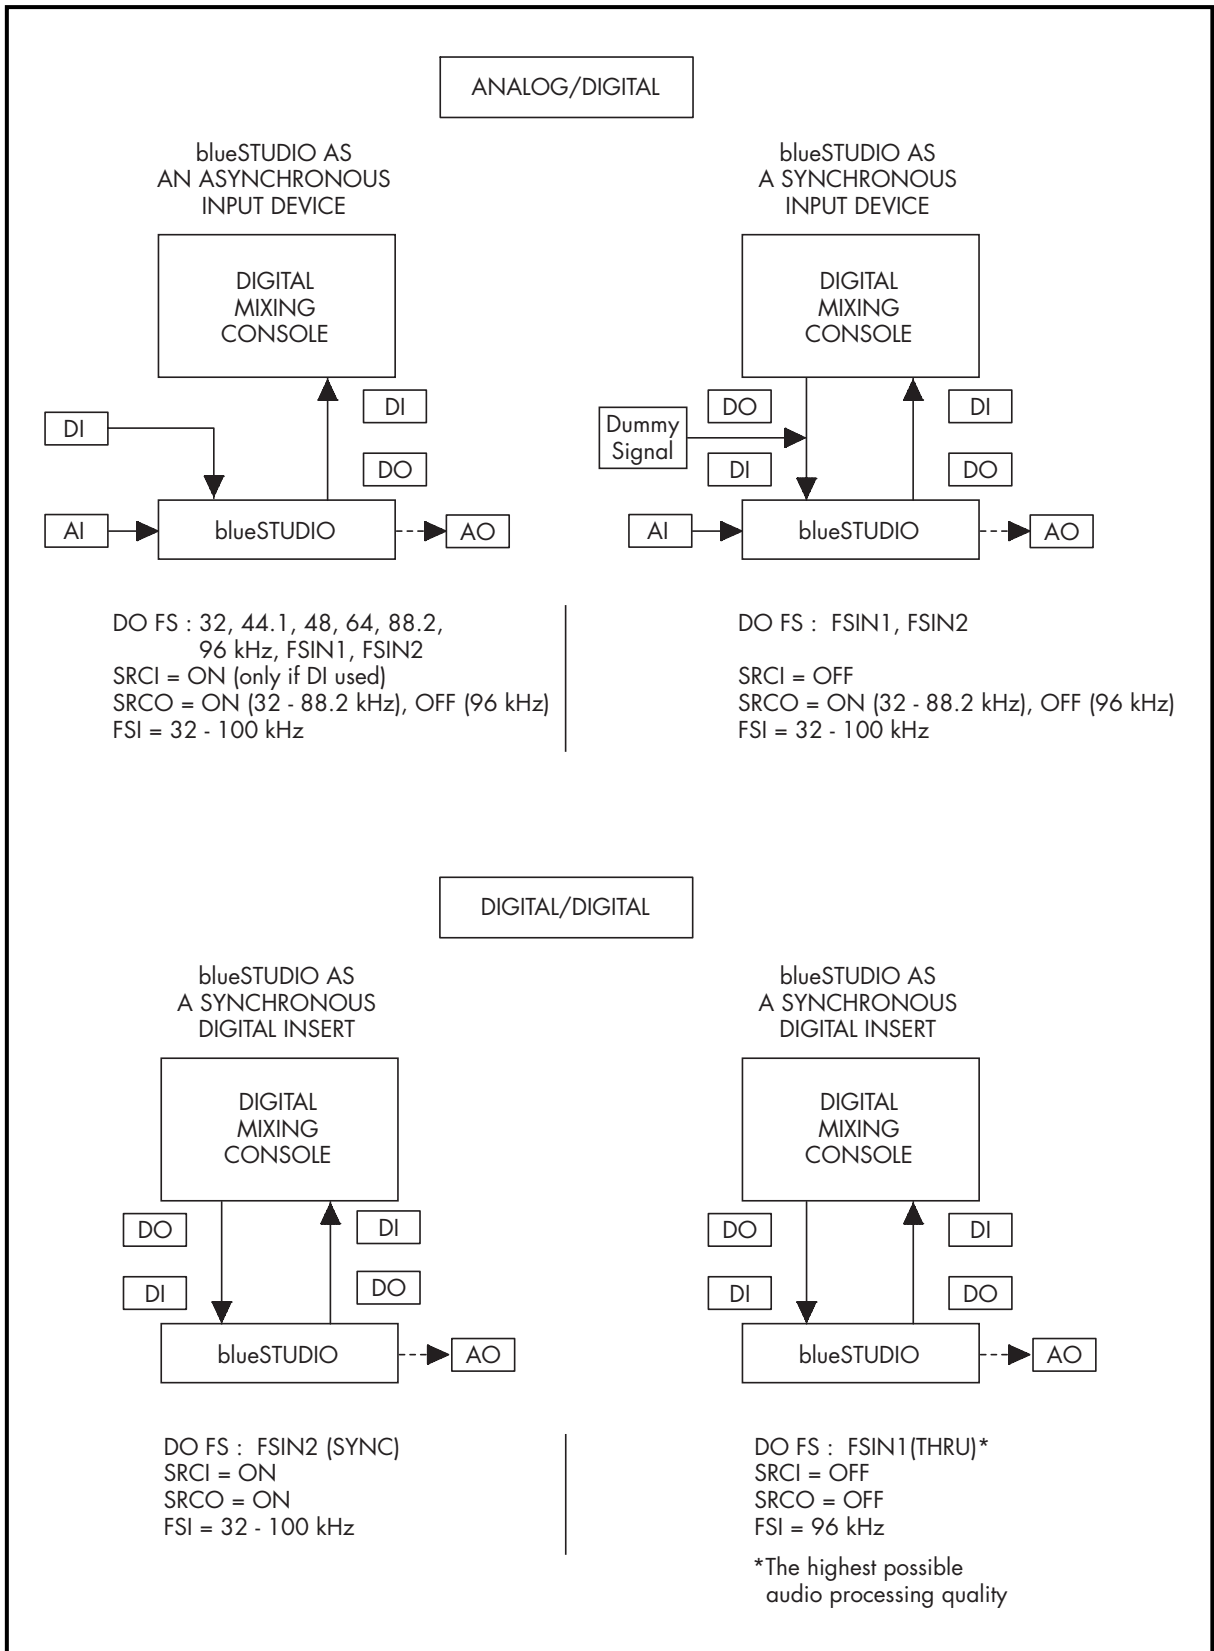 ANALOG/DIGITAL
blueSTUDIO AS
AN ASYNCHRONOUS
INPUT DEVICE
DIGITAL
MIXING
CONSOLE
DI
DI
DO
AI
blueSTUDIO
AO
DO FS : 32, 44.1, 48, 64, 88.2,
96 kHz, FSIN1, FSIN2
SRCI = ON (only if DI used)
SRCO = ON (32 - 88.2 kHz), OFF (96 kHz)
FSI = 32 - 100 kHz
blueSTUDIO AS
A SYNCHRONOUS
INPUT DEVICE
DIGITAL
MIXING
CONSOLE
DO
DI
Dummy
Signal
DI
DO
AI
blueSTUDIO
AO
DO FS : FSIN1, FSIN2
SRCI = OFF
SRCO = ON (32 - 88.2 kHz), OFF (96 kHz)
FSI = 32 - 100 kHz
DIGITAL/DIGITAL
blueSTUDIO AS
A SYNCHRONOUS
DIGITAL INSERT
DIGITAL
MIXING
CONSOLE
DO
DI
DI
DO
blueSTUDIO
AO
DO FS : FSIN2 (SYNC)
SRCI = ON
SRCO = ON
FSI = 32 - 100 kHz
blueSTUDIO AS
A SYNCHRONOUS
DIGITAL INSERT
DIGITAL
MIXING
CONSOLE
DO
DI
DI
DO
blueSTUDIO
AO
DO FS : FSIN1(THRU)*
SRCI = OFF
SRCO = OFF
FSI = 96 kHz
*The highest possible
audio processing quality